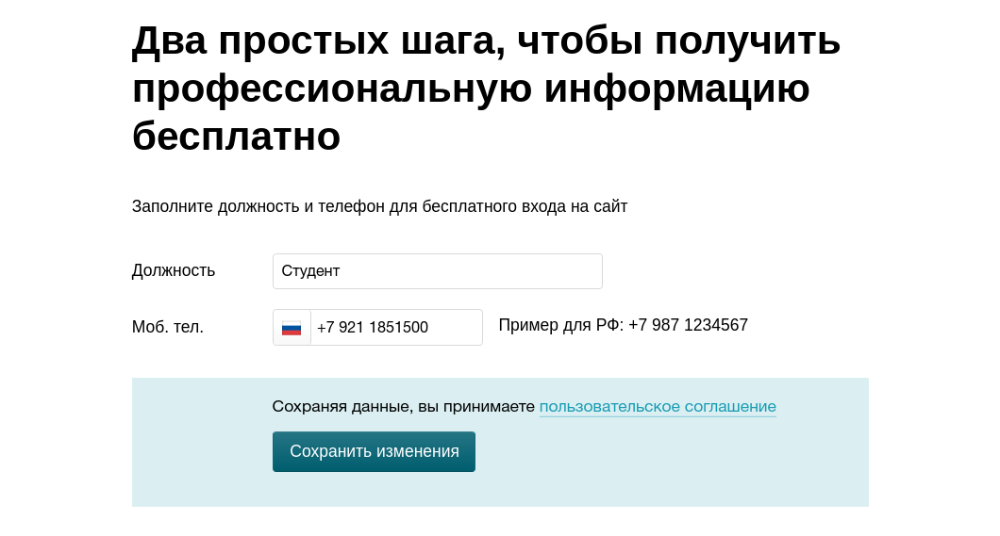 Два простых шага, чтобы получить
профессиональную информацию
бесплатно
Заполните должность и телефон для бесплатного входа на сайт
Должность Студент
Моб. тел. +7 921 1851500 Пример для РФ: +7 987 1234567
Сохраняя данные, вы принимаете пользовательское соглашение
Сохранить изменения